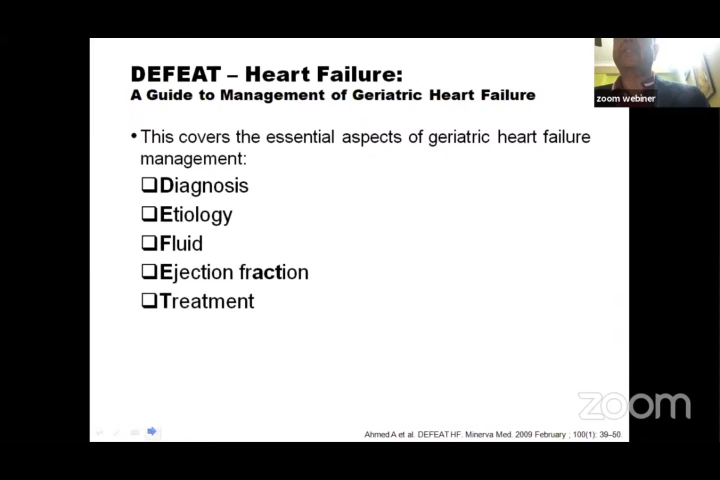 DEFEAT – Heart Failure:
A Guide to Management of Geriatric Heart Failure
zoom webiner
• This covers the essential aspects of geriatric heart failure
management:
❑Diagnosis
❑Etiology
❑Fluid
❑Ejection fraction
❑Treatment
zoom
Ahmed A et al. DEFEAT HF. Minerva Med. 2009 February ; 100(1): 39–50.